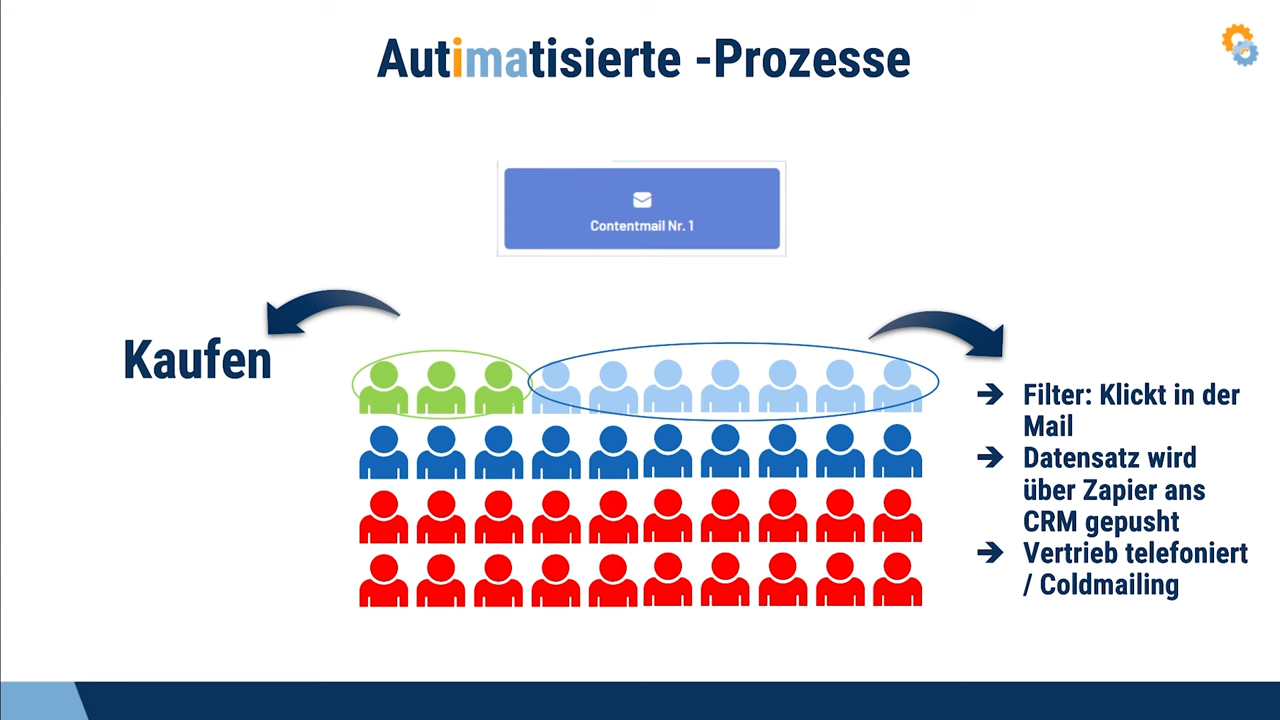 Autimatisierte -Prozesse
Contentmail Nr. 1
Kaufen
➔ Filter: Klickt in der
Mail
➔ Datensatz wird
über Zapier ans
CRM gepusht
➔ Vertrieb telefoniert
/ Coldmailing